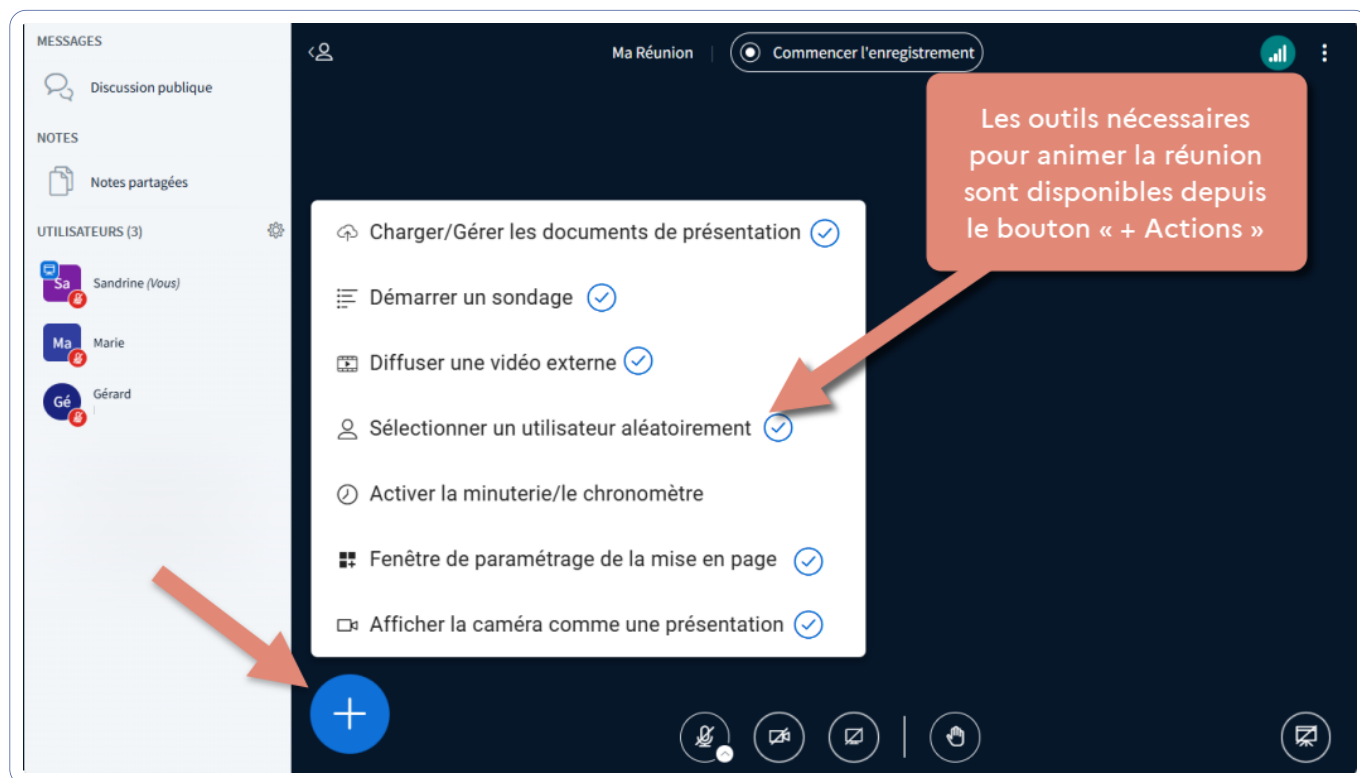 MESSAGES
Discussion publique
NOTES
Notes partagées
UTILISATEURS (3)
Sa
Sandrine (Vous)
Ma
Marie
Gé
Gérard
Ma Réunion
Commencer l'enregistrement
Les outils nécessaires
pour animer la réunion
sont disponibles depuis
le bouton « + Actions »
Charger/Gérer les documents de présentation
Démarrer un sondage
Diffuser une vidéo externe
Sélectionner un utilisateur aléatoirement
Activer la minuterie/le chronomètre
Fenêtre de paramétrage de la mise en page
Afficher la caméra comme une présentation